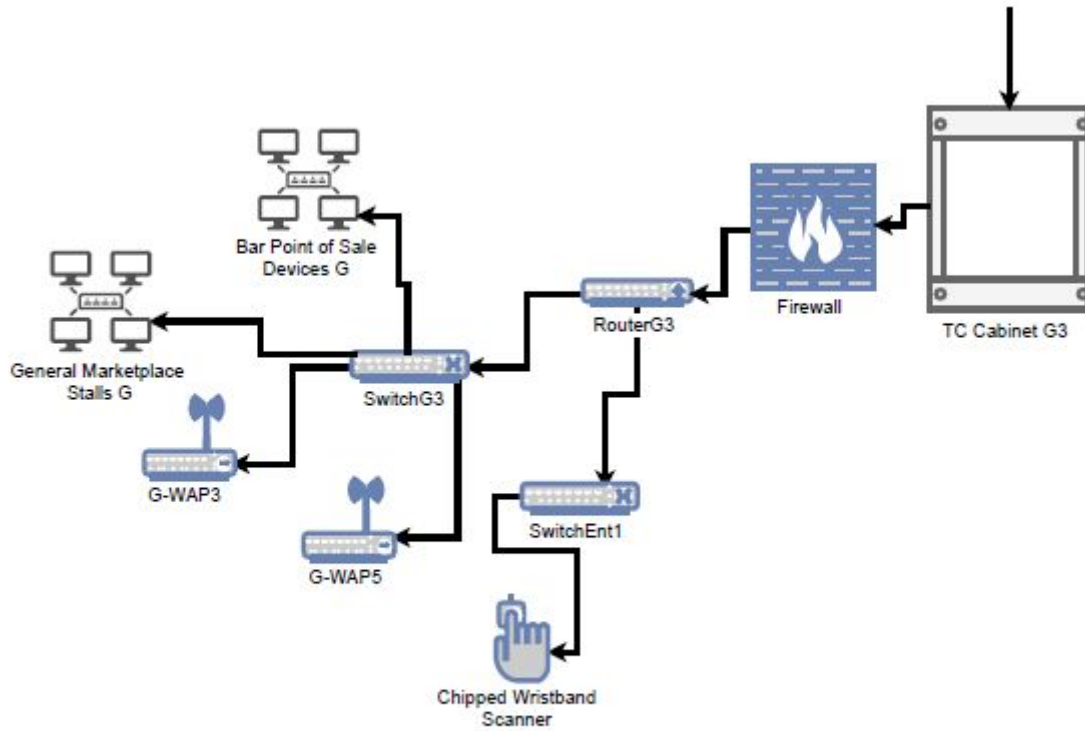 Bar Point of Sale
Devices G
General Marketplace
Stalls G
SwitchG3
RouterG3
Firewall
TC Cabinet G3
G-WAP3
G-WAP5
SwitchEnt1
Chipped Wristband
Scanner